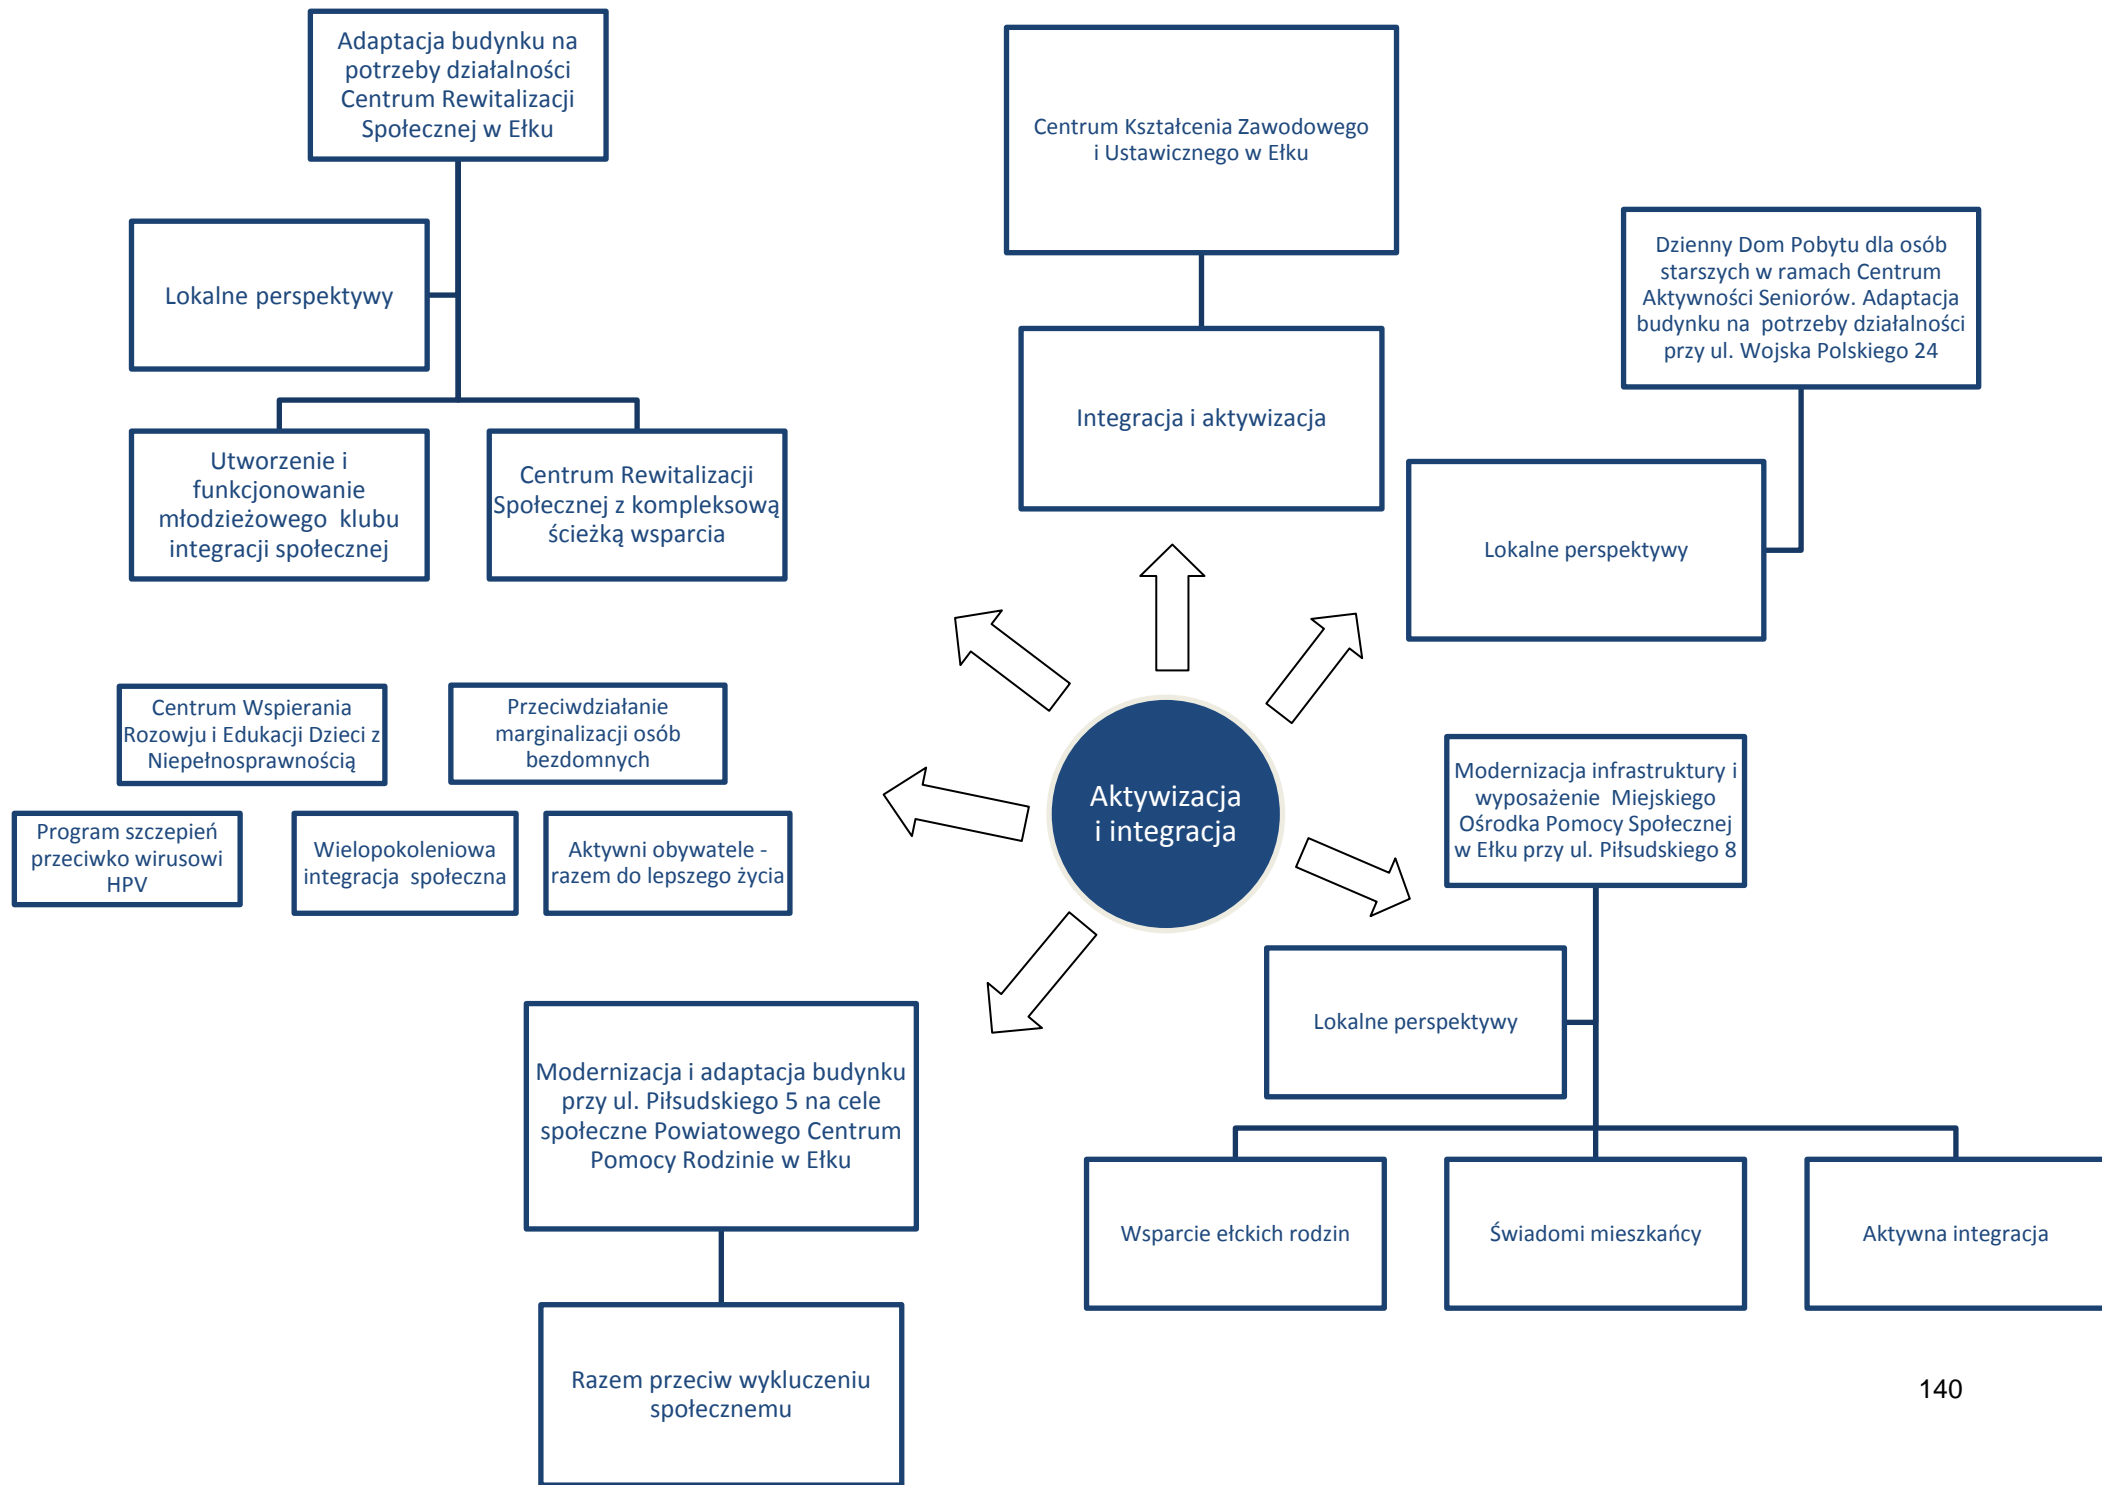 Adaptacja budynku na
potrzeby działalności
Centrum Rewitalizacji
Społecznej w Ełku
Lokalne perspektywy
Utworzenie i
funkcjonowanie
młodzieżowego klubu
integracji społecznej
Centrum Rewitalizacji
Społecznej z kompleksową
ścieżką wsparcia
Centrum Kształcenia Zawodowego
i Ustawicznego w Ełku
Integracja i aktywizacja
Dzienny Dom Pobytu dla osób
starszych w ramach Centrum
Aktywności Seniorów. Adaptacja
budynku na potrzeby działalności
przy ul. Wojska Polskiego 24
Lokalne perspektywy
Centrum Wspierania
Rozowju i Edukacji Dzieci z
Niepełnosprawnością
Przeciwdziałanie
marginalizacji osób
bezdomnych
Program szczepień
przeciwko wirusowi
HPV
Wielopokoleniowa
integracja społeczna
Aktywni obywatele -
razem do lepszego życia
Aktywizacja
i integracja
Modernizacja infrastruktury i
wyposażenie Miejskiego
Ośrodka Pomocy Społecznej
w Ełku przy ul. Piłsudskiego 8
Lokalne perspektywy
Wsparcie ełckich rodzin
Świadomi mieszkańcy
Aktywna integracja
Modernizacja i adaptacja budynku
przy ul. Piłsudskiego 5 na cele
społeczne Powiatowego Centrum
Pomocy Rodzinie w Ełku
Razem przeciw wykluczeniu
społecznemu
140